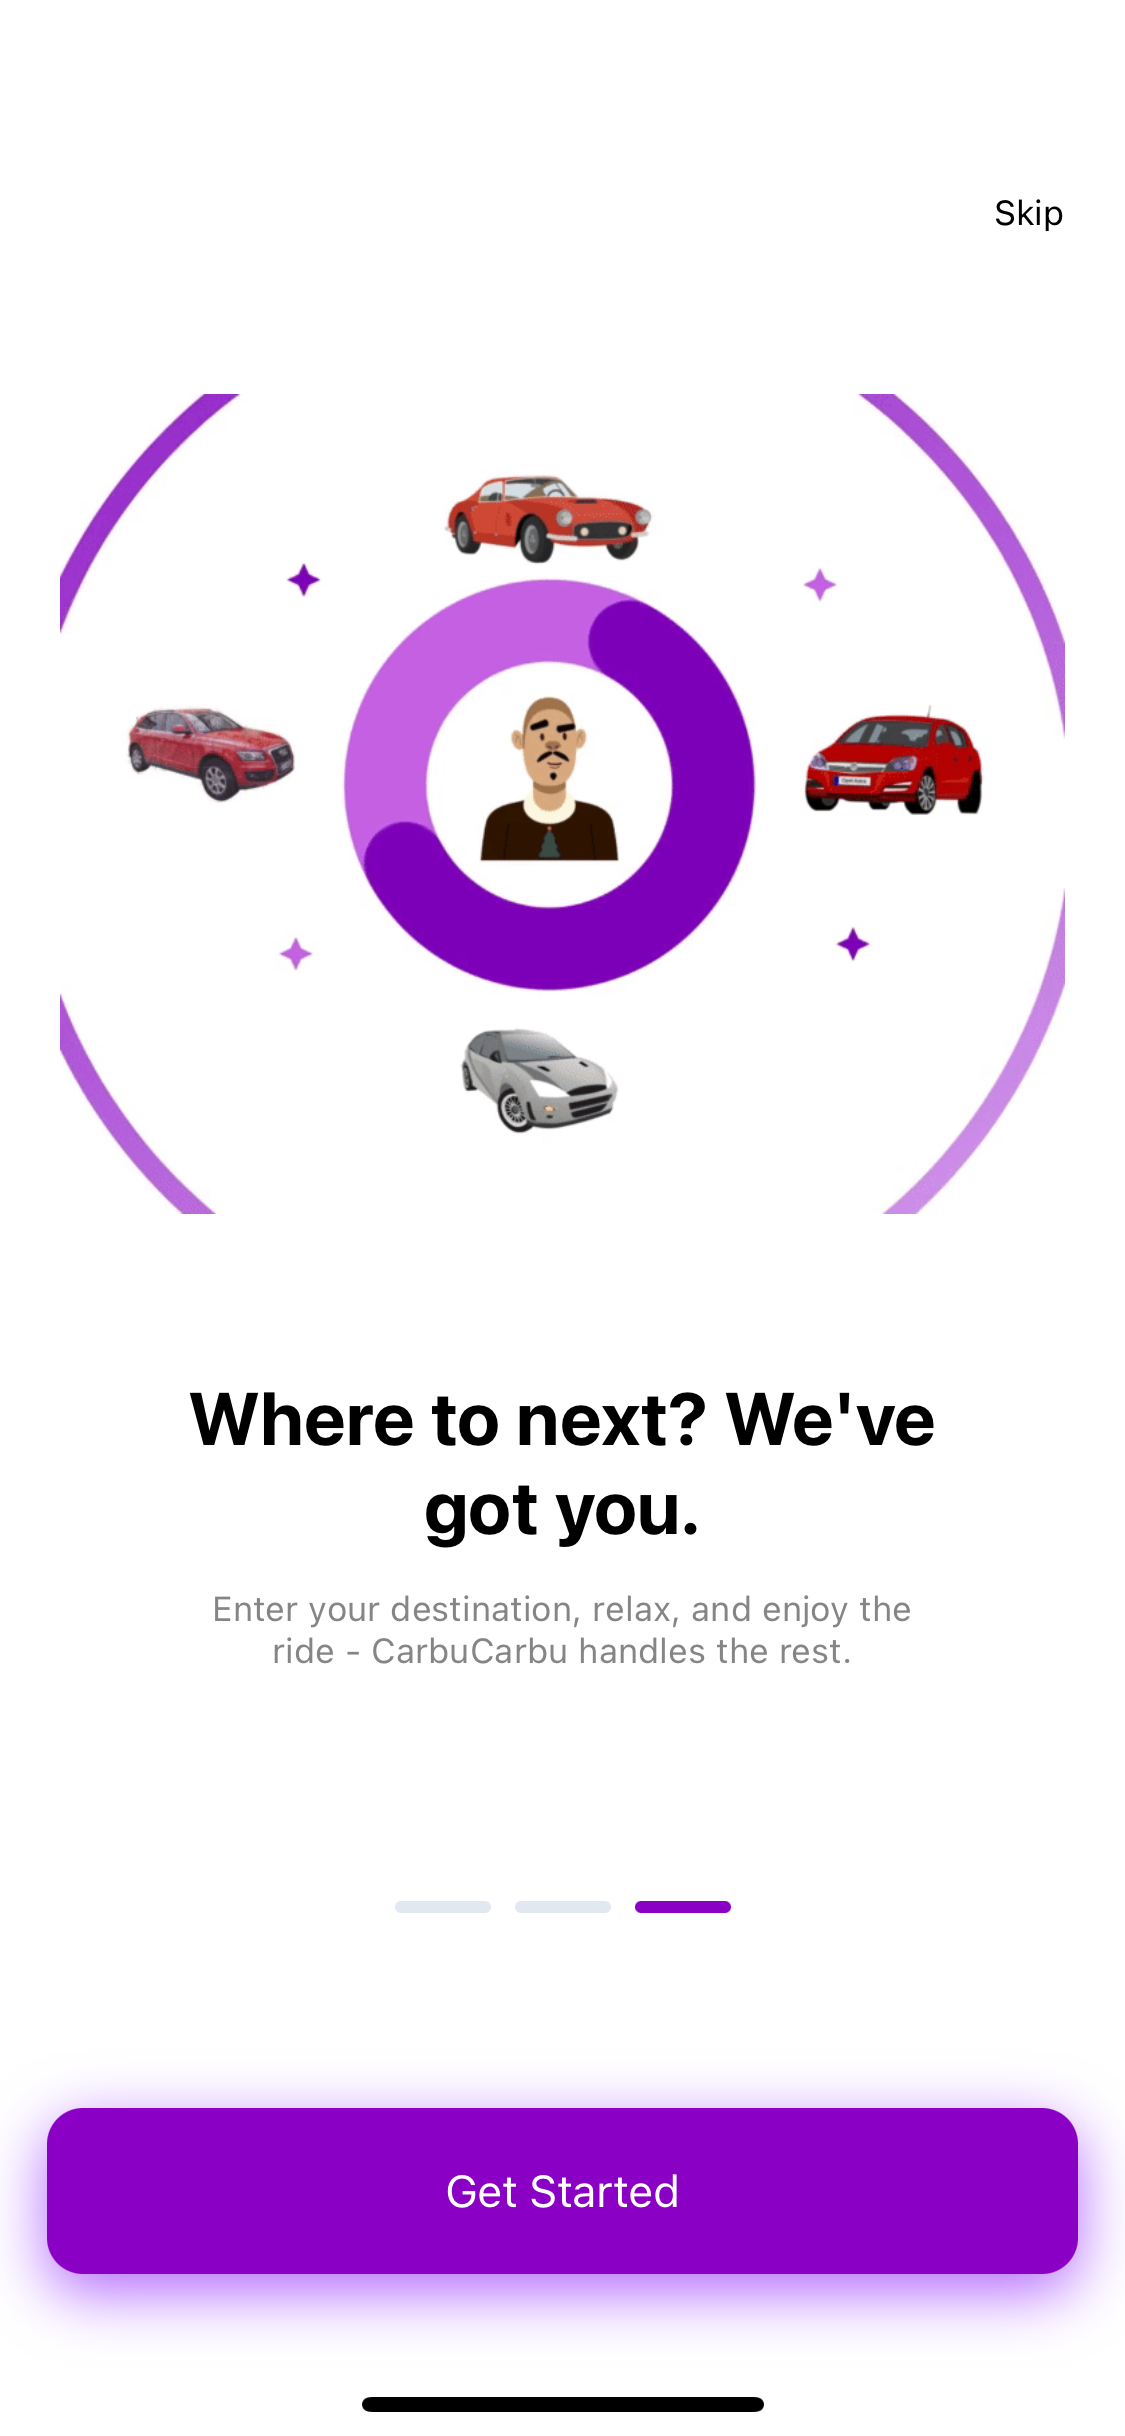 Skip
Where to next? We've
got you.
Enter your destination, relax, and enjoy the
ride - CarbuCarbu handles the rest.
Get Started